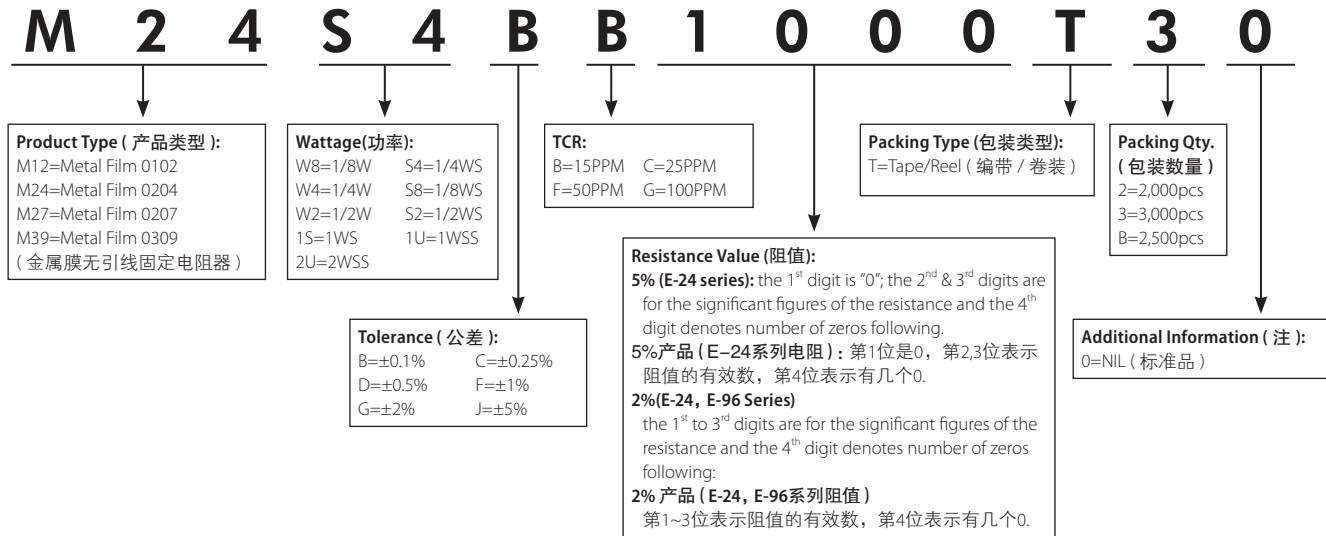 M 2 4 S 4 B B 1 0 0 0 T 3 0
Product Type ( 产品类型 ):
M12=Metal Film 0102
M24=Metal Film 0204
M27=Metal Film 0207
M39=Metal Film 0309
( 金属膜无引线固定电阻器 )
Wattage(功率):
W8=1/8W S4=1/4WS
W4=1/4W S8=1/8WS
W2=1/2W S2=1/2WS
1S=1WS 1U=1WSS
2U=2WSS
Tolerance ( 公差 ):
B=±0.1% C=±0.25%
D=±0.5% F=±1%
G=±2% J=±5%
TCR:
B=15PPM C=25PPM
F=50PPM G=100PPM
Resistance Value (阻值):
5% (E-24 series): the 1st digit is "0"; the 2nd & 3rd digits are
for the significant figures of the resistance and the 4th
digit denotes number of zeros following.
5%产品 ( E–24系列电阻 ) : 第1位是0，第2,3位表示
阻值的有效数，第4位表示有几个0.
2%(E-24, E-96 Series)
the 1st to 3rd digits are for the significant figures of the
resistance and the 4th digit denotes number of zeros
following:
2% 产品 ( E-24, E-96系列阻值 )
第1~3位表示阻值的有效数，第4位表示有几个0.
Packing Type (包装类型):
T=Tape/Reel ( 编带 / 卷装 )
Packing Qty.
( 包装数量 )
2=2,000pcs
3=3,000pcs
B=2,500pcs
Additional Information ( 注 ):
0=NIL ( 标准品 )